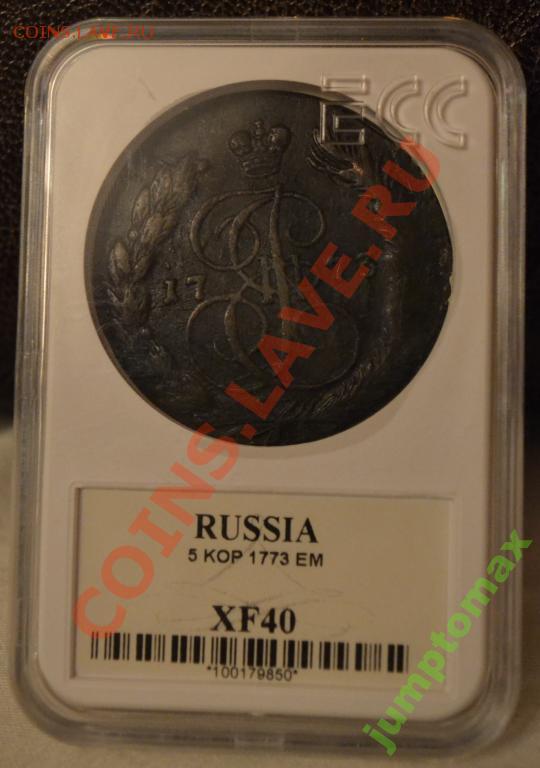 COINS.LAVE.RU
ECC
17
RUSSIA
5 KOP 1773 EM
XF40
*100179850*
COINS.LAVE.RU
jumptomax